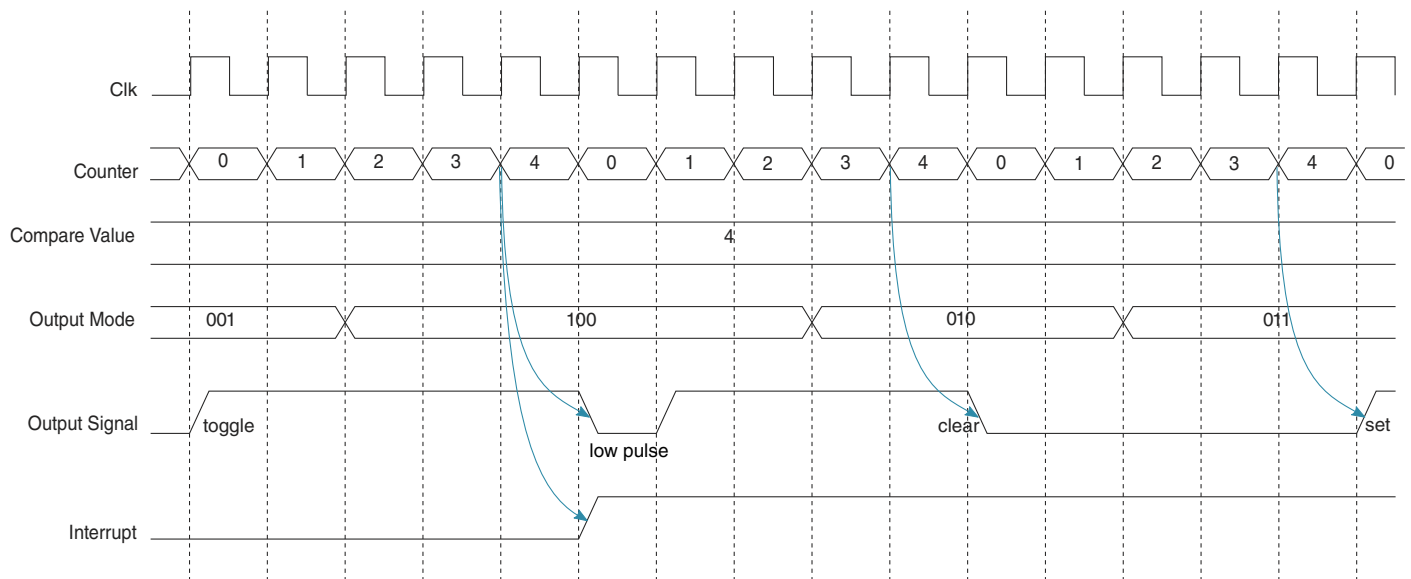 Clk
Counter 0 1 2 3 4 0 1 2 3 4 0 1 2 3 4 0
Compare Value 4
Output Mode 001 100 010 011
Output Signal toggle low pulse clear set
Interrupt